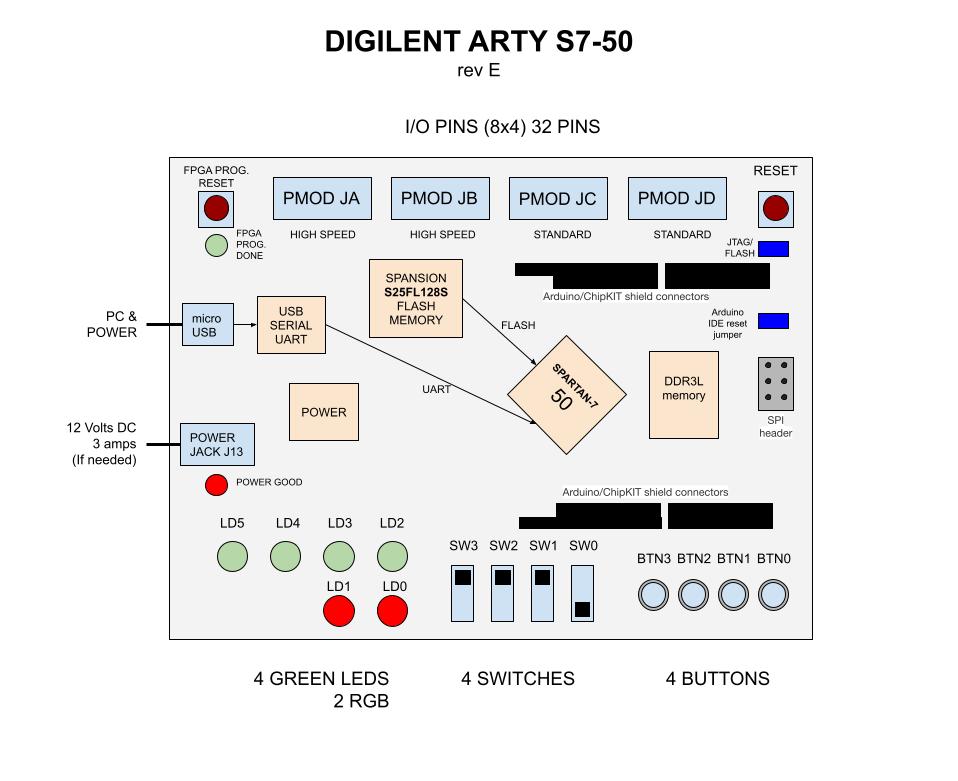 DIGILENT ARTY S7-50
rev E
I/O PINS (8x4) 32 PINS
FPGA PROG.
RESET
PMOD JA
PMOD JB
PMOD JC
PMOD JD
RESET
FPGA
PROG.
DONE
HIGH SPEED
HIGH SPEED
STANDARD
STANDARD
JTAG/
FLASH
SPANSION
S25FL128S
FLASH
MEMORY
Arduino/ChipKIT shield connectors
PC &
POWER
micro
USB
USB
SERIAL
UART
FLASH
Arduino
IDE reset
jumper
UART
SPARTAN-7
50
DDR3L
memory
POWER
SPI
header
12 Volts DC
3 amps
(If needed)
POWER
JACK J13
POWER GOOD
Arduino/ChipKIT shield connectors
LD5
LD4
LD3
LD2
SW3
SW2
SW1
SW0
BTN3
BTN2
BTN1
BTN0
LD1
LD0
4 GREEN LEDS
2 RGB
4 SWITCHES
4 BUTTONS